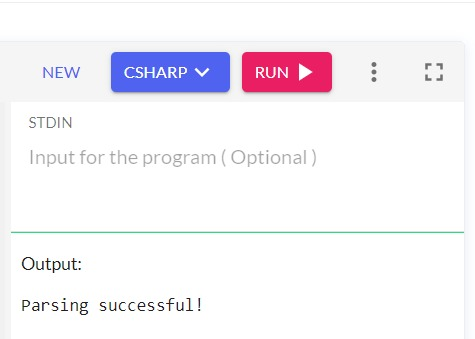 NEW CSHARP RUN
STDIN
Input for the program ( Optional )
Output:
Parsing successful!